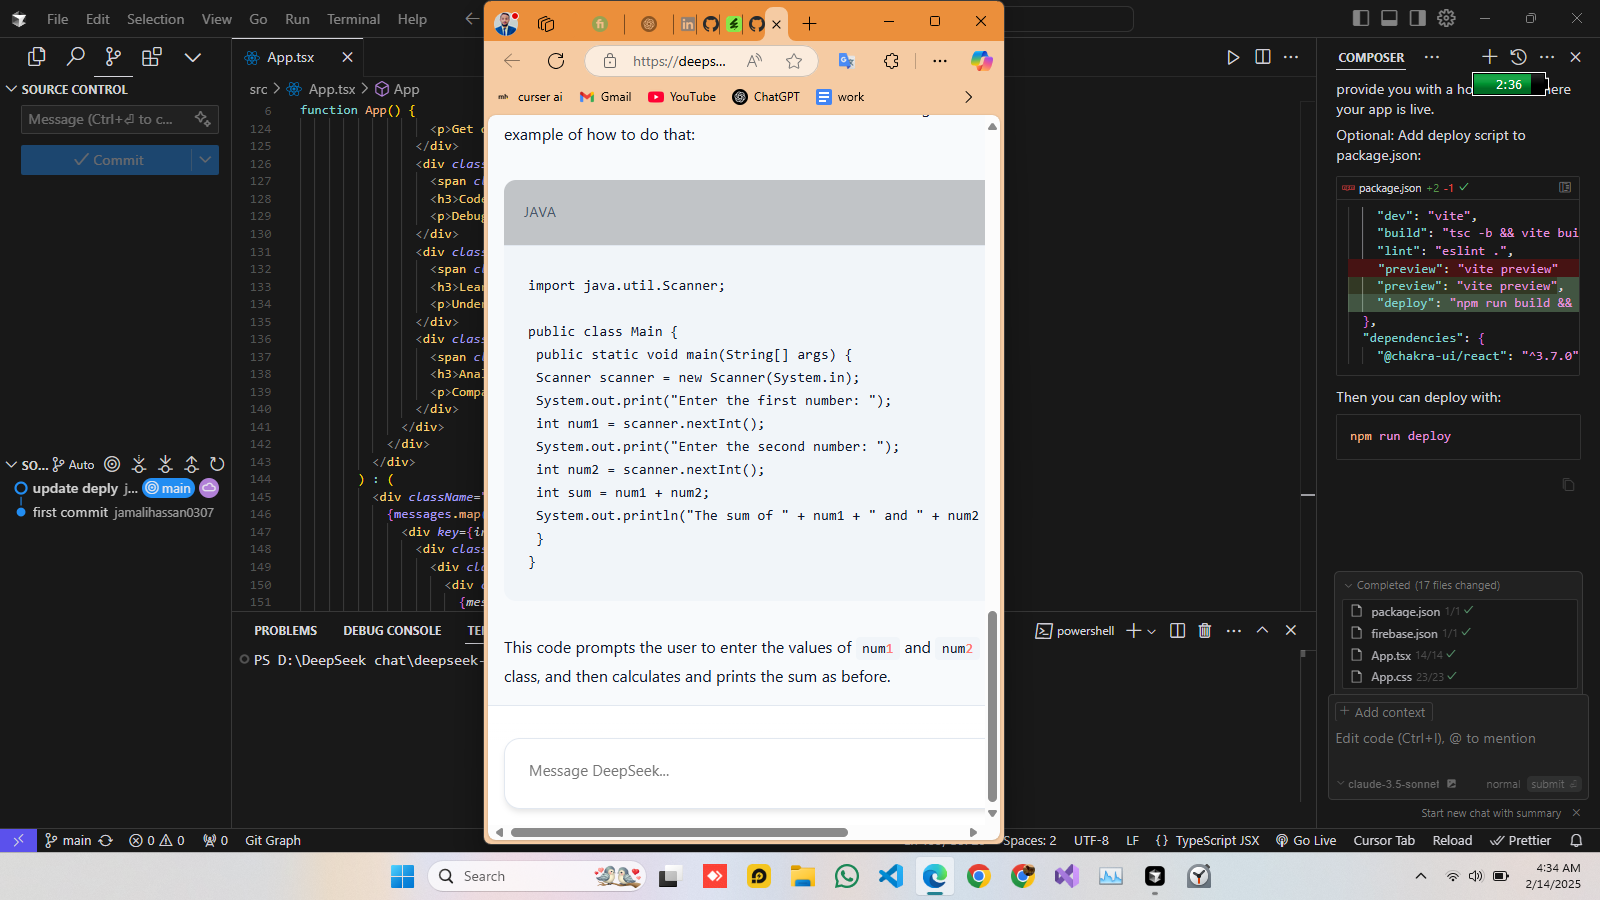 File Edit Selection View Go Run Terminal Help
SOURCE CONTROL
Message (Ctrl+⏎ to c...
Commit
SO... Auto
update deply j... main
first commit jamalihassan0307
App.tsx
src > App.tsx > App
6 function App() {
124 <p>Get c
125 </div>
126 <div clas
127 <span cl
128 <h3>Code
129 <p>Debug
130 </div>
131 <div clas
132 <span cl
133 <h3>Lear
134 <p>Under
135 </div>
136 <div clas
137 <span cl
138 <h3>Anal
139 <p>Compa
140 </div>
141 </div>
142 </div>
143 </div>
144 ) : (
145 <div className="
146 {messages.map(
147 <div key={in
148 <div class
149 <div cla
150 <div c
151 {mes
PROBLEMS DEBUG CONSOLE TE
PS D:\DeepSeek chat\deepseek-
https://deeps...
curser ai Gmail YouTube ChatGPT work
example of how to do that:
JAVA
import java.util.Scanner;
public class Main {
public static void main(String[] args) {
Scanner scanner = new Scanner(System.in);
System.out.print("Enter the first number: ");
int num1 = scanner.nextInt();
System.out.print("Enter the second number: ");
int num2 = scanner.nextInt();
int sum = num1 + num2;
System.out.println("The sum of " + num1 + " and " + num2
}
}
This code prompts the user to enter the values of num1 and num2
class, and then calculates and prints the sum as before.
Message DeepSeek...
powershell
COMPOSER
2:36
provide you with a ho
ere
your app is live.
Optional: Add deploy script to
package.json:
package.json +2 -1
"dev": "vite",
"build": "tsc -b && vite bui
"lint": "eslint .",
"preview": "vite preview"
"preview": "vite preview",
"deploy": "npm run build &&
},
"dependencies": {
"@chakra-ui/react": "^3.7.0"
Then you can deploy with:
npm run deploy
Completed (17 files changed)
package.json 1/1
firebase.json 1/1
App.tsx 14/14
App.css 23/23
+ Add context
Edit code (Ctrl+I), @ to mention
claude-3.5-sonnet normal submit
Start new chat with summary
main 0 0 0 Git Graph
Spaces: 2 UTF-8 LF {} TypeScript JSX Go Live Cursor Tab Reload Prettier
Search
4:34 AM
2/14/2025